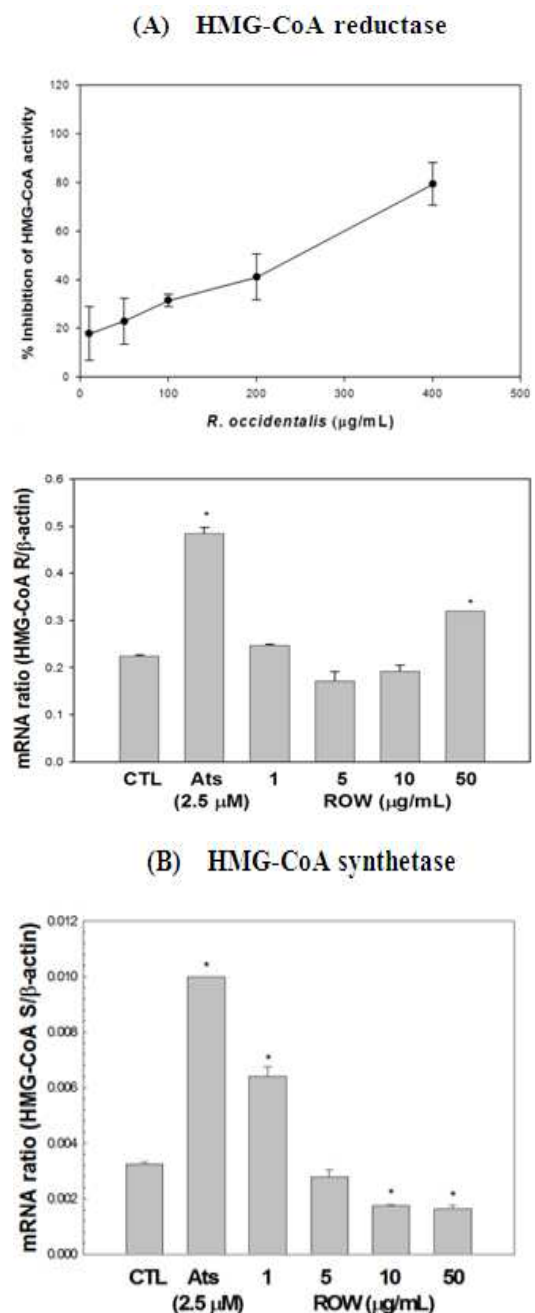 (A) HMG-CoA reductase
120
100
80
60
40
20
0
% Inhibition of HMG-CoA activity
0 100 200 300 400 500
R. occidentalis (μg/mL)
0.6
0.5
0.4
0.3
0.2
0.1
0.0
mRNA ratio (HMG-CoA R/β-actin)
*
*
CTL Ats 1 5 10 50
(2.5 μM) ROW (μg/mL)
(B) HMG-CoA synthetase
0.012
0.010
0.008
0.006
0.004
0.002
0.000
mRNA ratio (HMG-CoA S/β-actin)
*
*
* *
CTL Ats 1 5 10 50
(2.5 μM) ROW (μg/mL)